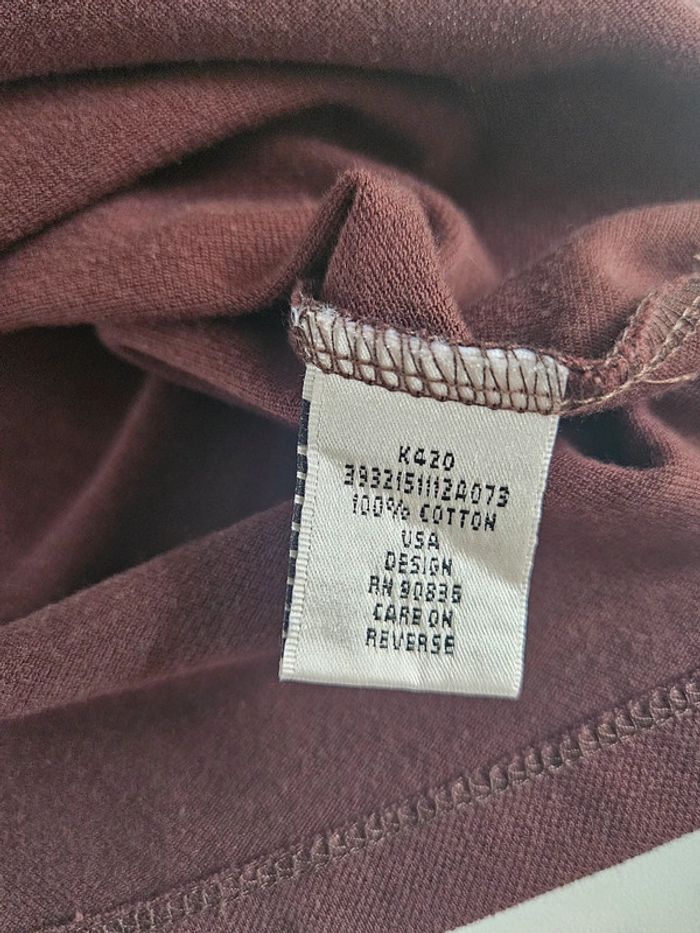 K420
3932151112A073
100% COTTON
USA
DESIGN
RN 90836
CARE ON
REVERSE